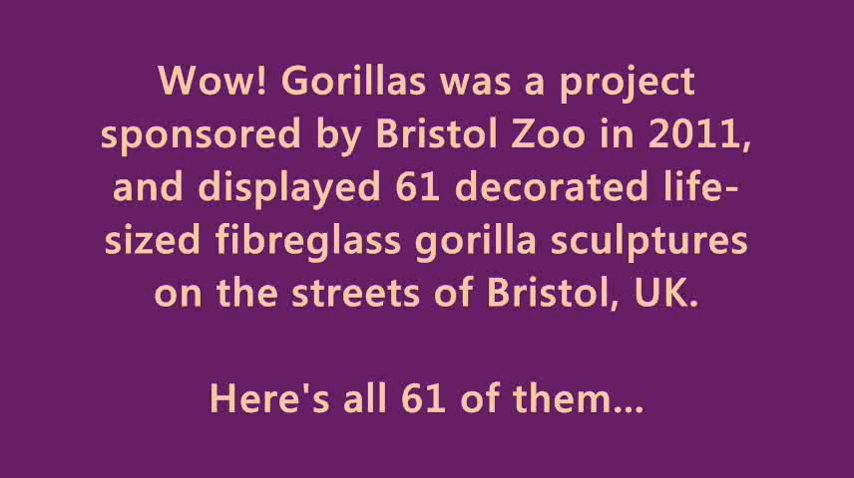 Wow! Gorillas was a project
sponsored by Bristol Zoo in 2011,
and displayed 61 decorated life-
sized fibreglass gorilla sculptures
on the streets of Bristol, UK.
Here's all 61 of them...